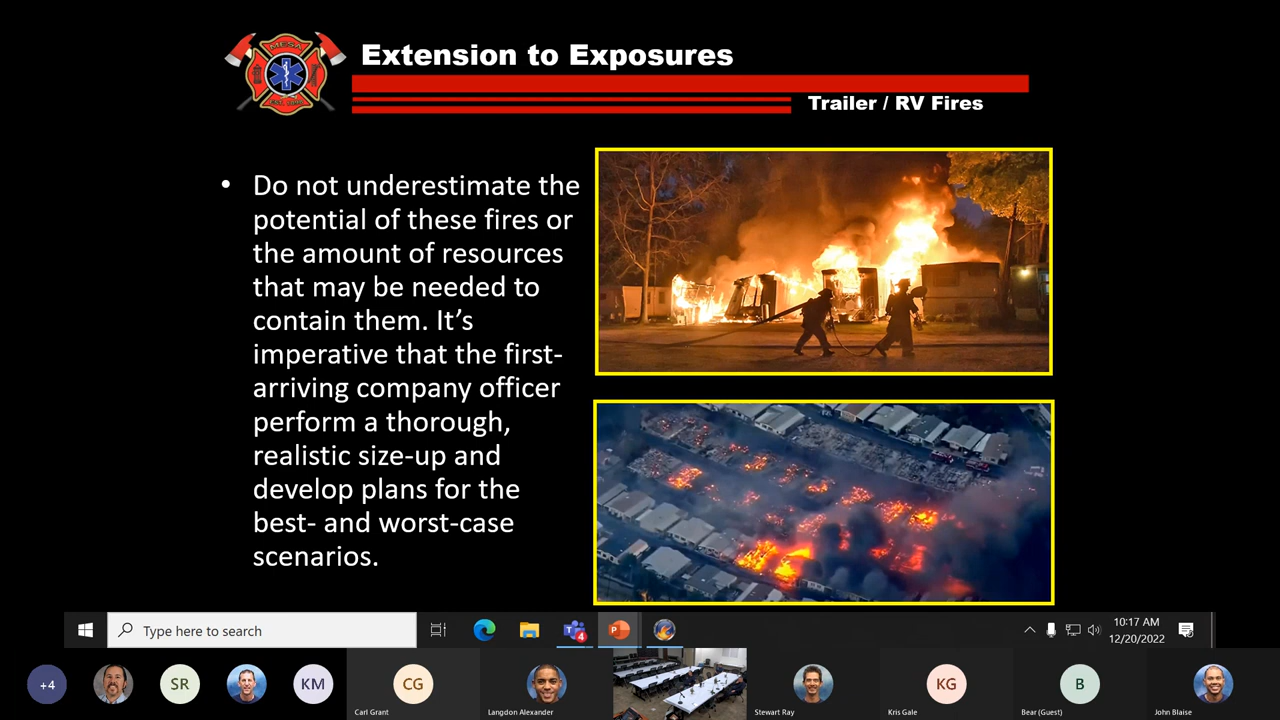 MESA
EST. 1898
Extension to Exposures
Trailer / RV Fires
• Do not underestimate the
potential of these fires or
the amount of resources
that may be needed to
contain them. It’s
imperative that the first-
arriving company officer
perform a thorough,
realistic size-up and
develop plans for the
best- and worst-case
scenarios.
Type here to search
4
10:17 AM
12/20/2022
+4
SR
KM
CG
Carl Grant
Langdon Alexander
Stewart Ray
KG
Kris Gale
B
Bear (Guest)
John Blaise